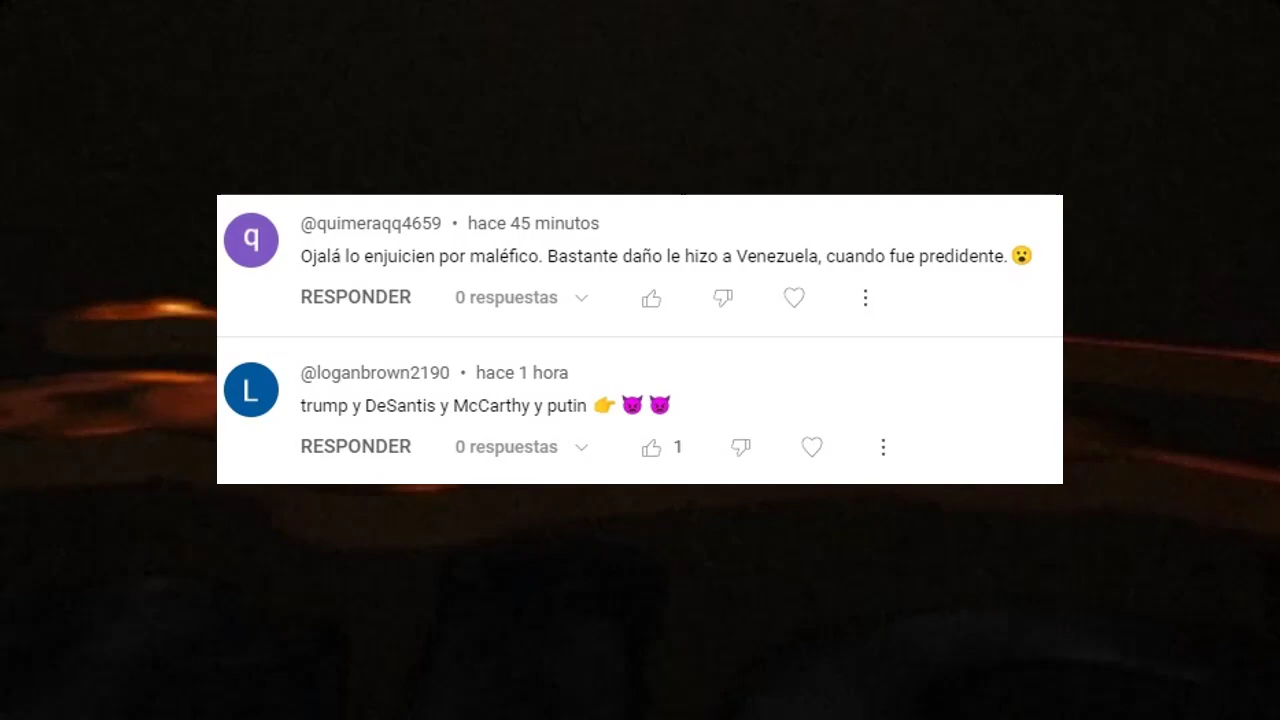 q
@quimeraqq4659 • hace 45 minutos
Ojalá lo enjuicien por maléfico. Bastante daño le hizo a Venezuela, cuando fue predidente. 😮
RESPONDER 0 respuestas
L
@loganbrown2190 • hace 1 hora
trump y DeSantis y McCarthy y putin 👉 😈 😈
RESPONDER 0 respuestas 1